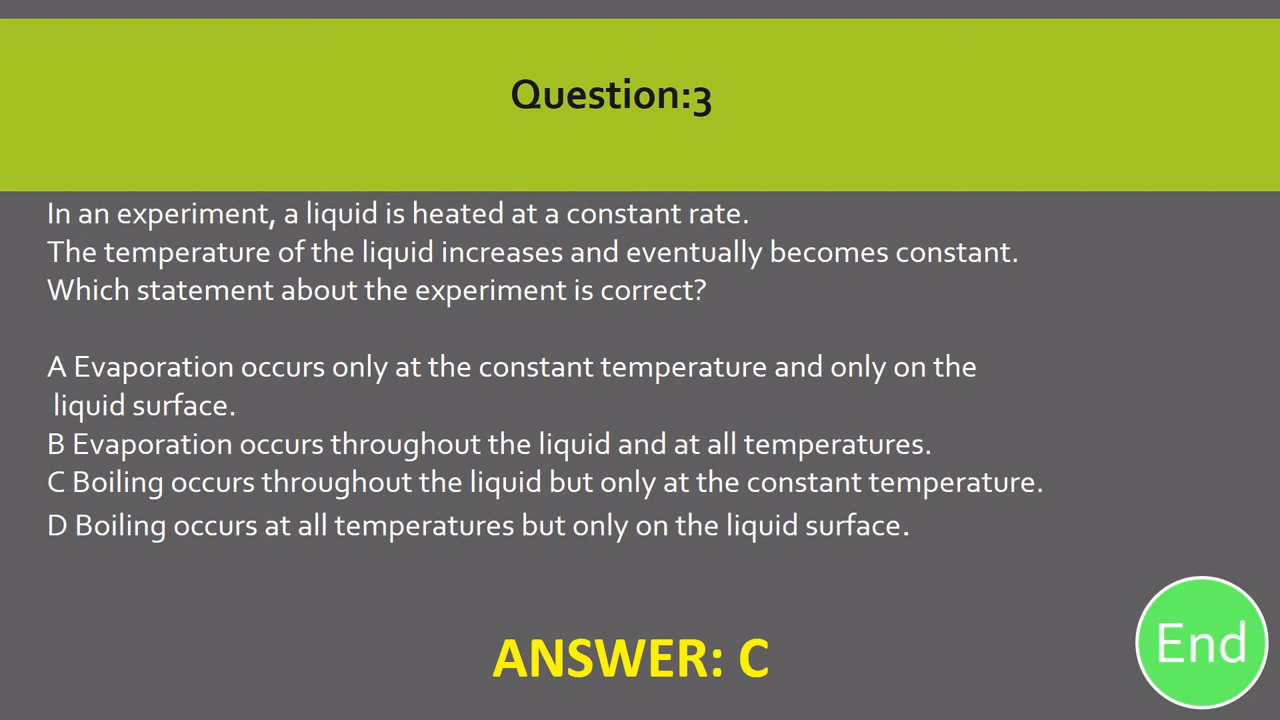 Question:3
In an experiment, a liquid is heated at a constant rate.
The temperature of the liquid increases and eventually becomes constant.
Which statement about the experiment is correct?
A Evaporation occurs only at the constant temperature and only on the
liquid surface.
B Evaporation occurs throughout the liquid and at all temperatures.
C Boiling occurs throughout the liquid but only at the constant temperature.
D Boiling occurs at all temperatures but only on the liquid surface.
ANSWER: C
End